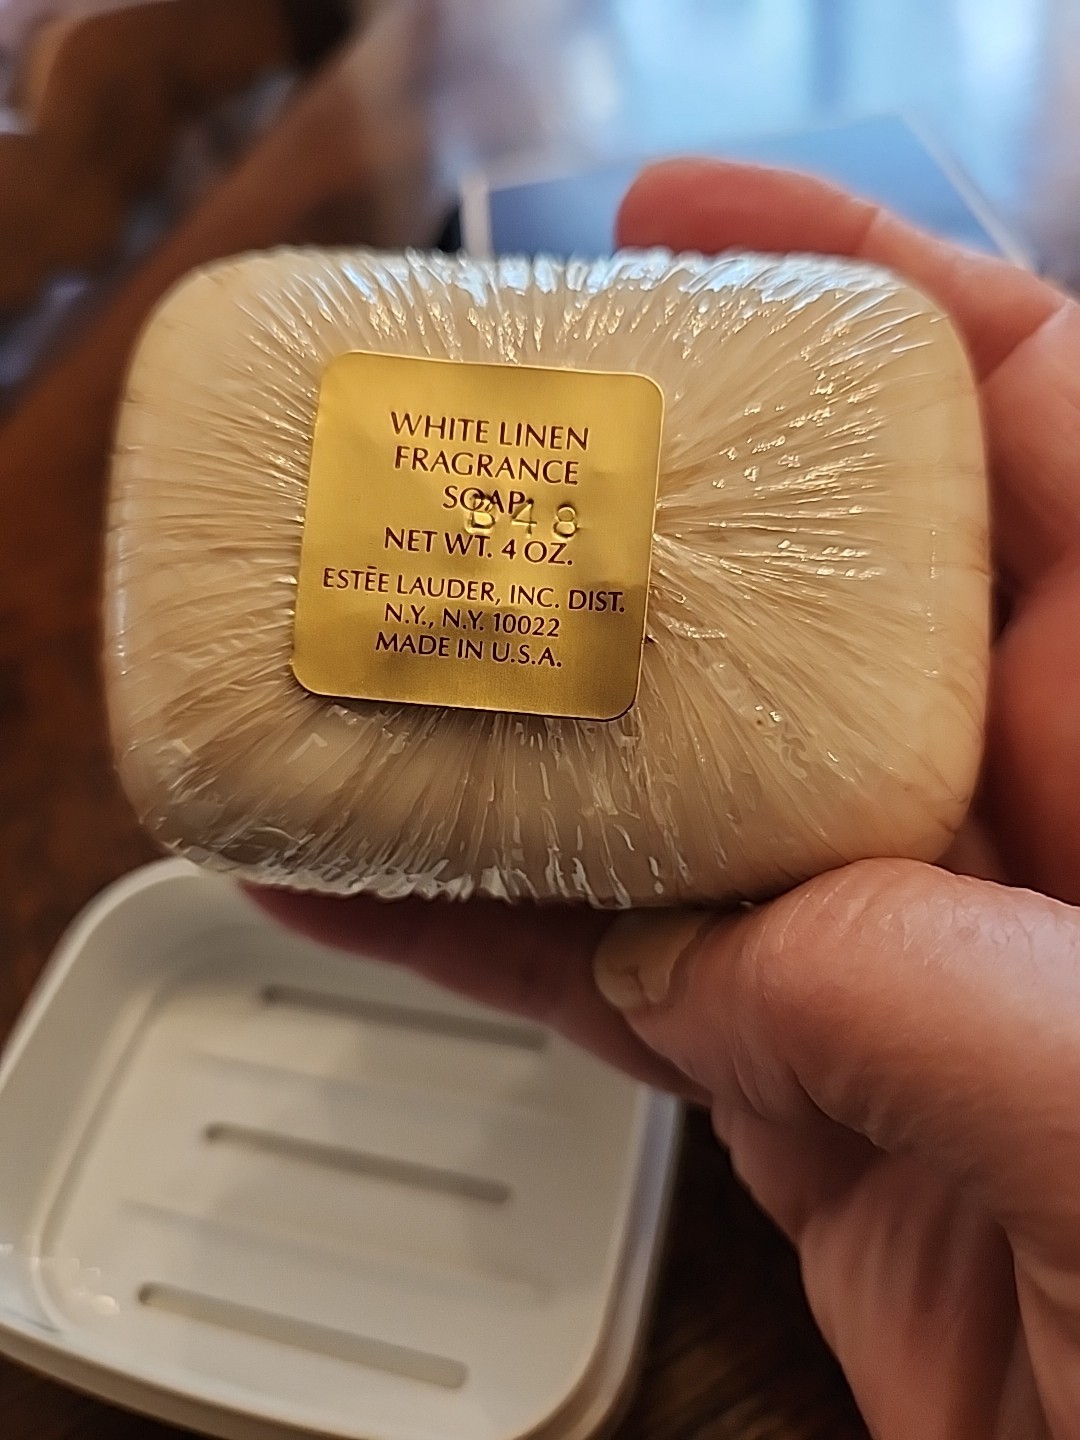 WHITE LINEN
FRAGRANCE
SOAP
B48
NET WT. 4 OZ.
ESTĒE LAUDER, INC. DIST.
N.Y., N.Y. 10022
MADE IN U.S.A.